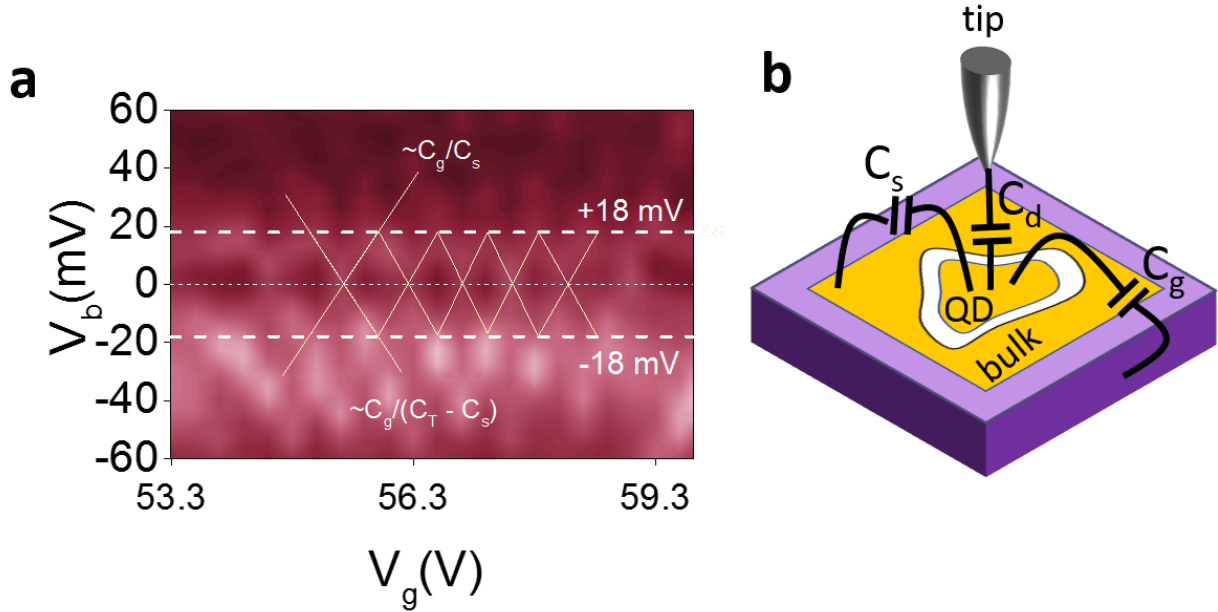 a
60
40
20
0
-20
-40
-60
V_b(mV)
~C_g/C_s
+18 mV
-18 mV
~C_g/(C_T - C_s)
53.3
56.3
59.3
V_g(V)
b
tip
C_s
C_d
C_g
QD
bulk